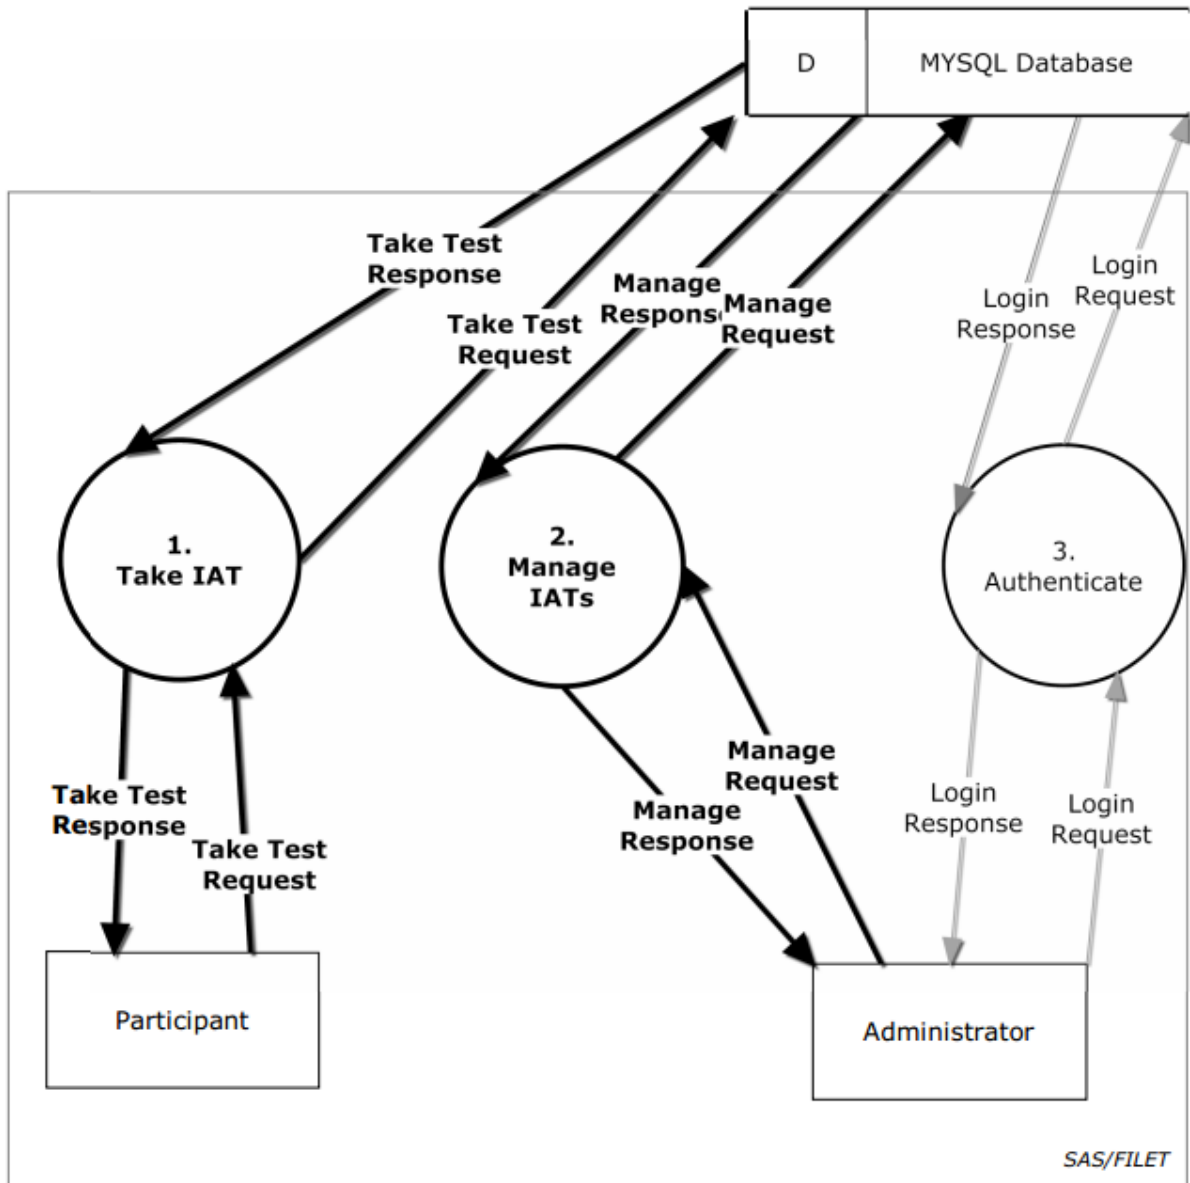 D
MYSQL Database
Take Test
Response
Take Test
Request
Manage
Response
Manage
Request
Login
Response
Login
Request
1.
Take IAT
2.
Manage
IATs
3.
Authenticate
Take Test
Response
Take Test
Request
Manage
Response
Manage
Request
Login
Response
Login
Request
Participant
Administrator
SAS/FILET